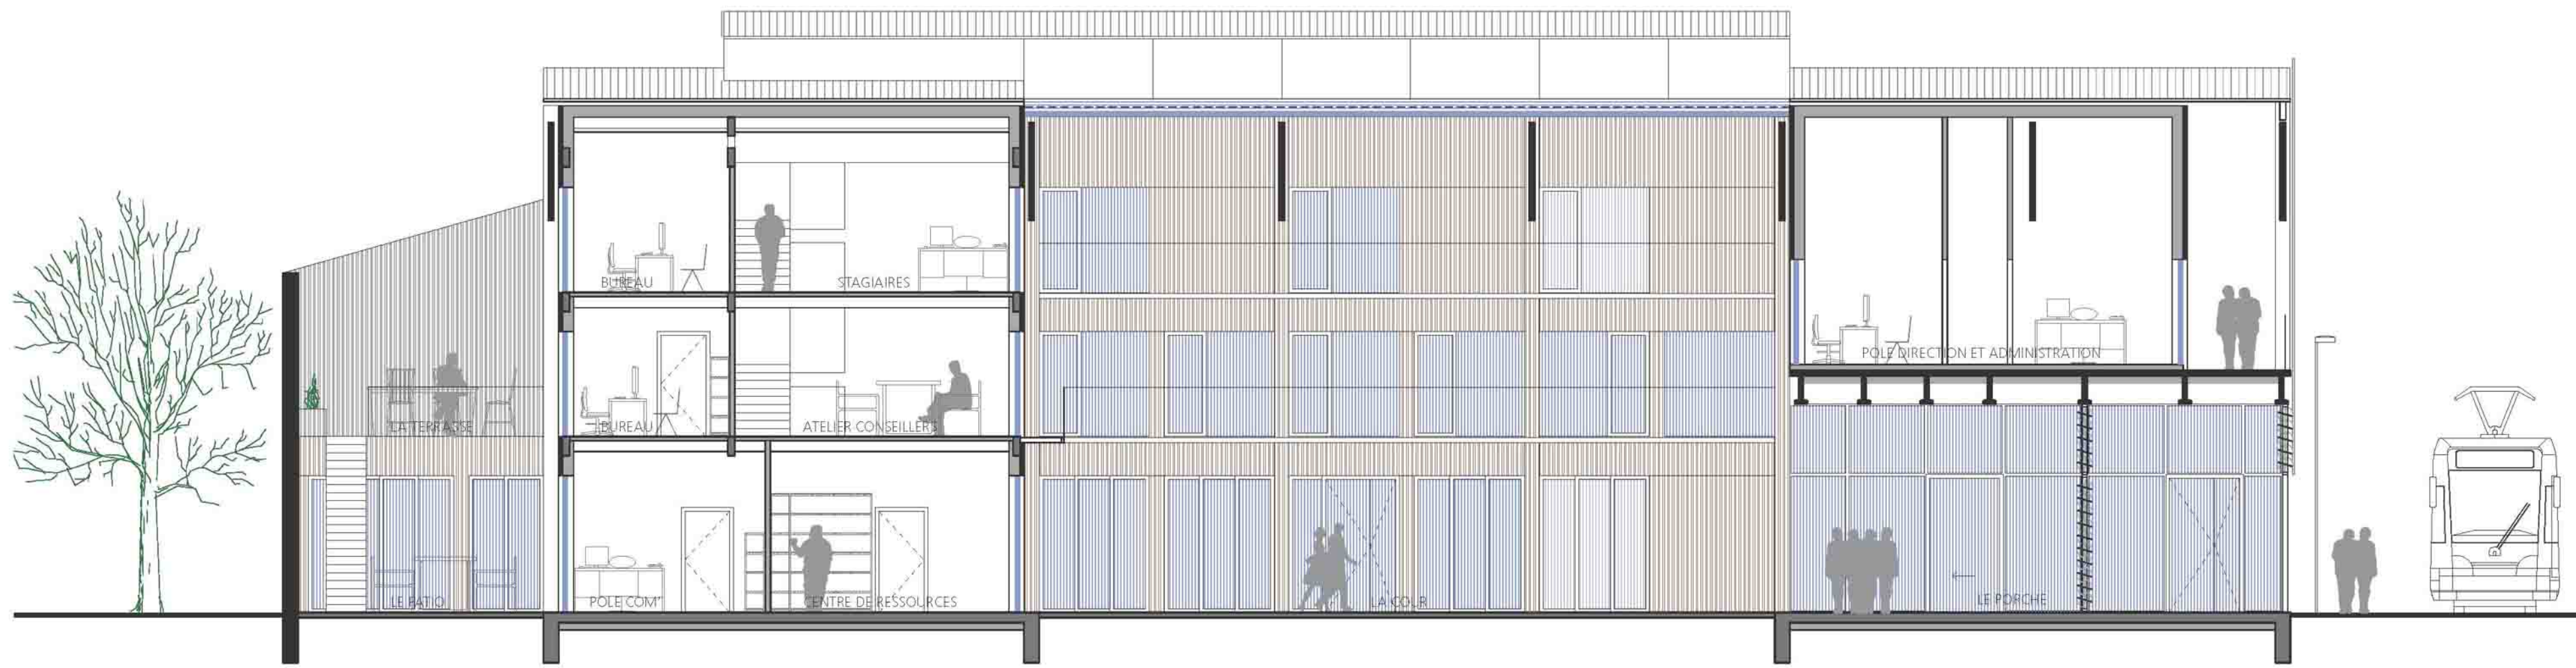 BUREAU
STAGIAIRES
POLE DIRECTION ET ADMINISTRATION
LA TERRASSE
BUREAU
ATELIER CONSEILLERS
LE PATIO
POLE COM'
CENTRE DE RESSOURCES
LA COUR
LE PORCHE